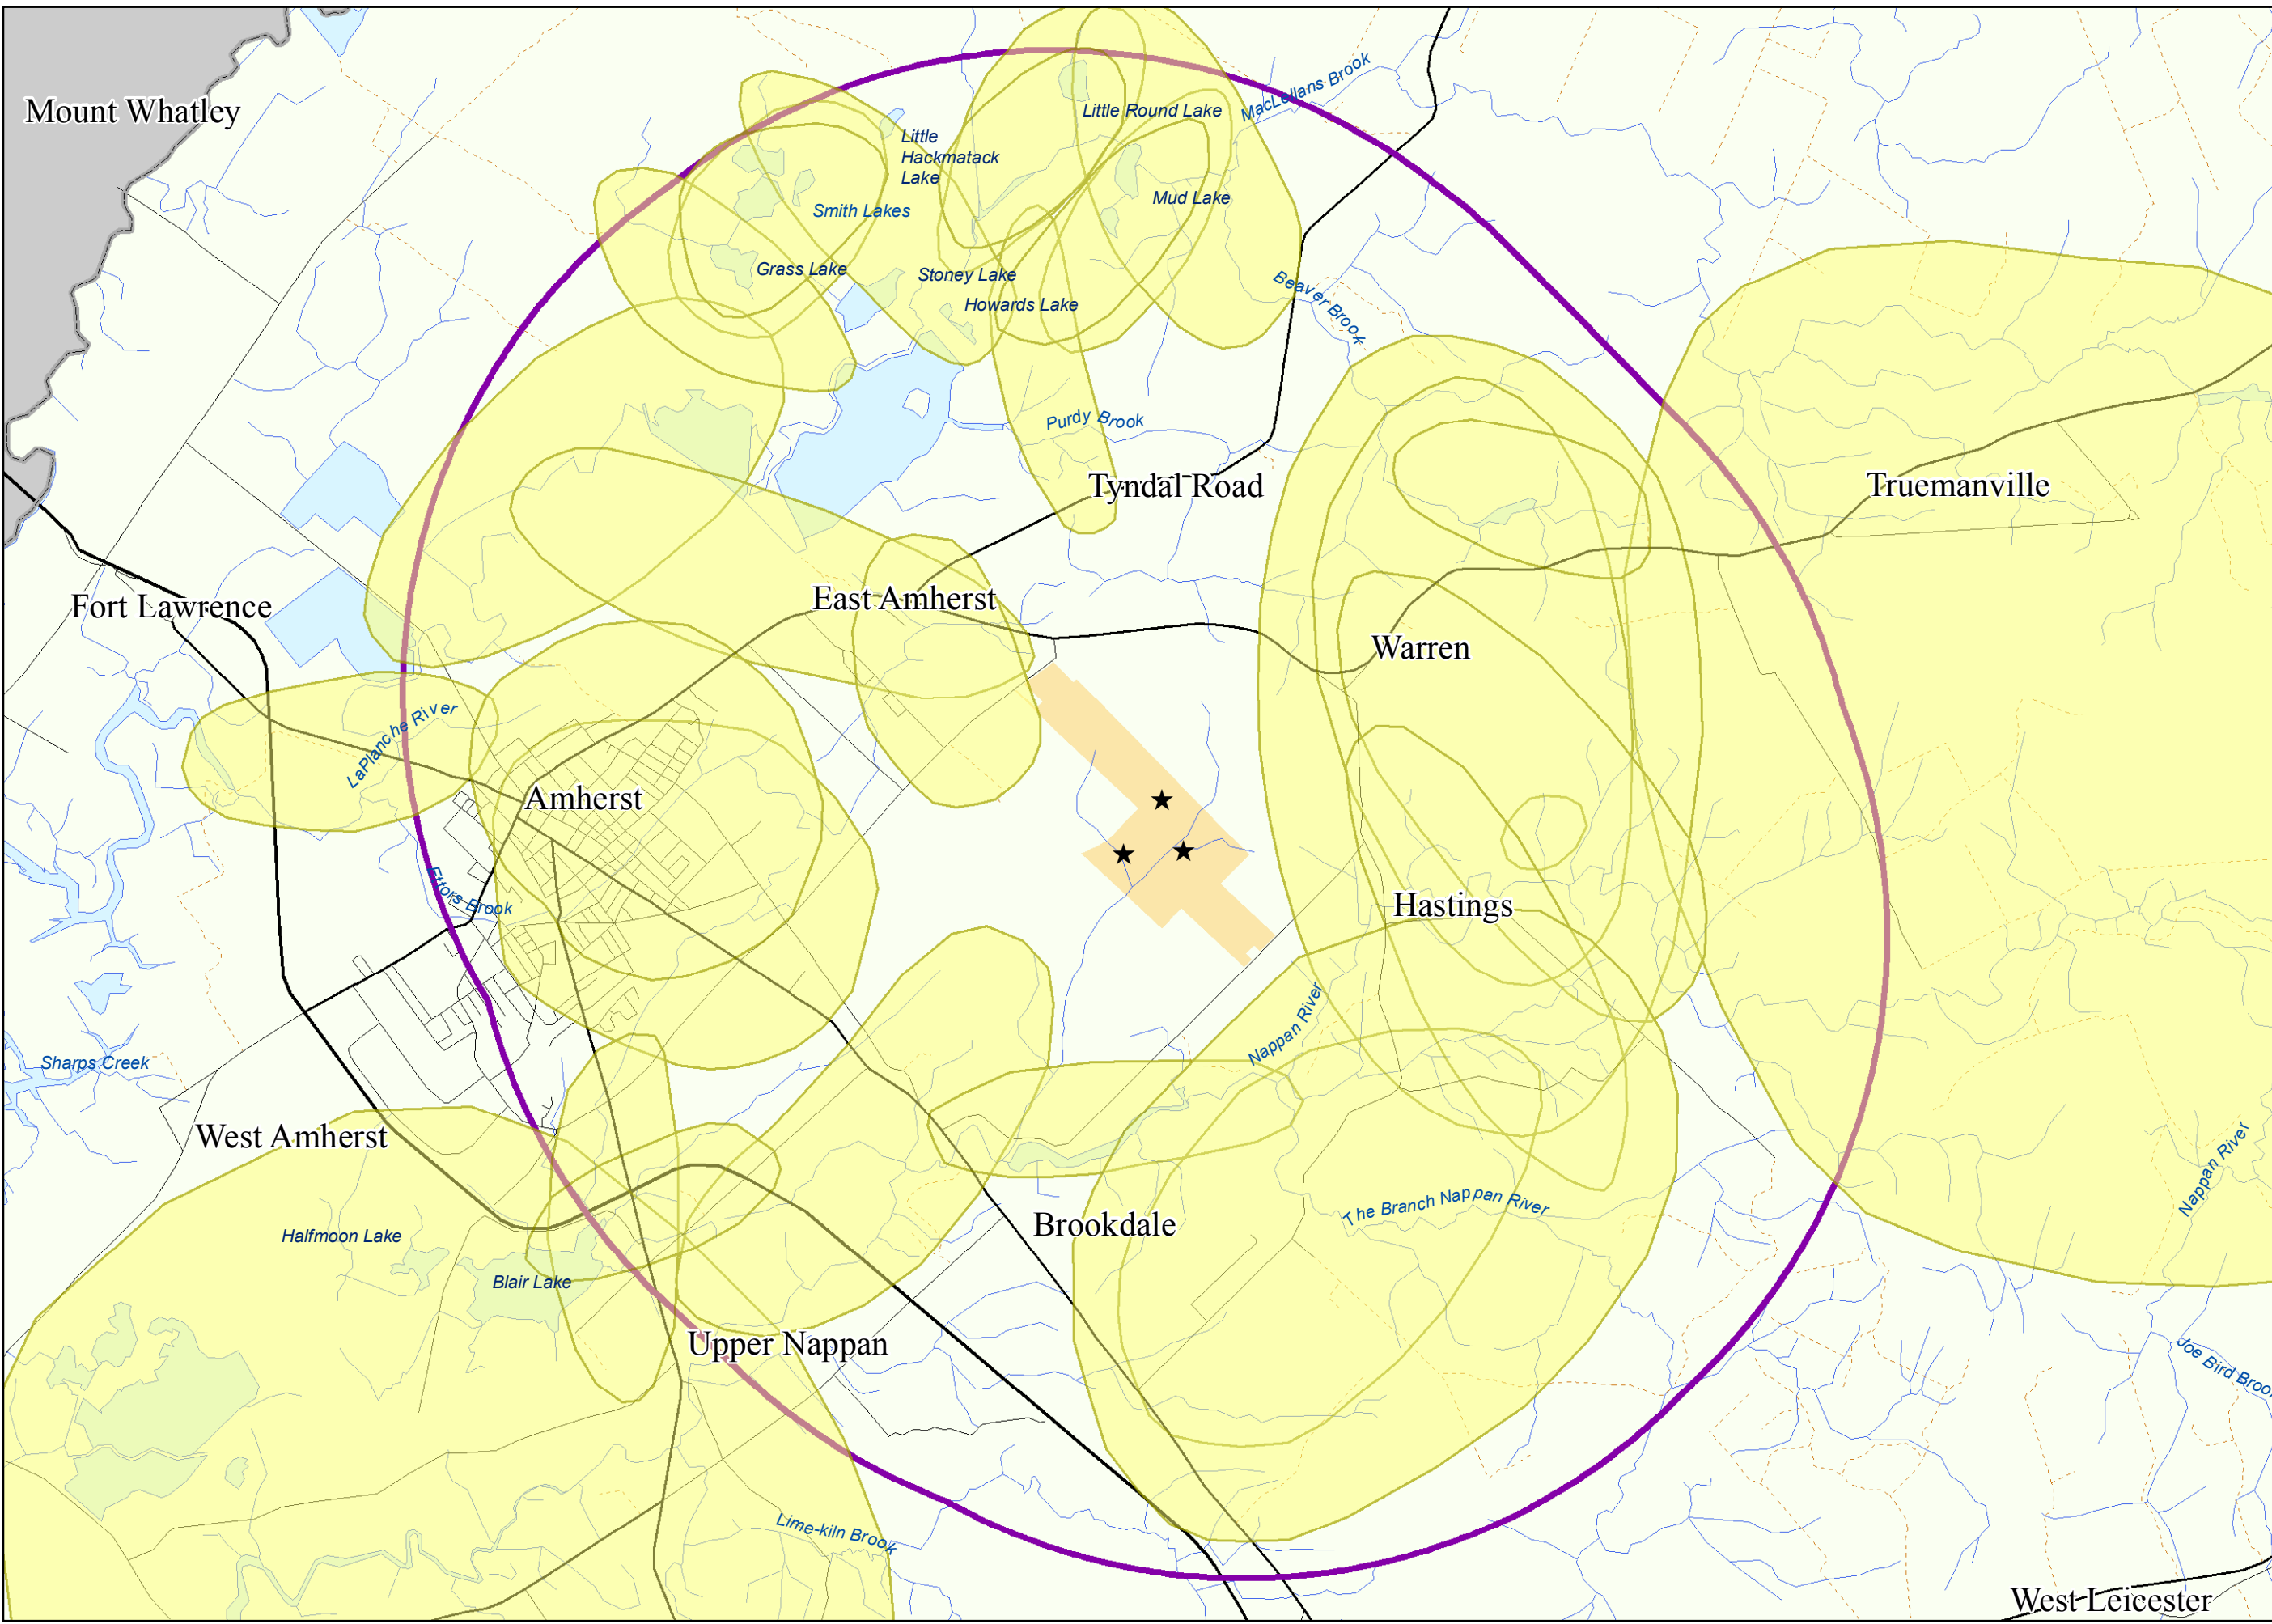 Mount Whatley
MacLellans Brook
Little Round Lake
Little
Hackmatack
Lake
Mud Lake
Smith Lakes
Grass Lake
Stoney Lake
Howards Lake
Beaver Brook
Purdy Brook
Tyndal Road
Truemanville
Fort Lawrence
East Amherst
Warren
LaPlanche River
Amherst
Ettors Brook
Hastings
Nappan River
Sharps Creek
West Amherst
Nappan River
The Branch Nappan River
Brookdale
Halfmoon Lake
Blair Lake
Upper Nappan
Joe Bird Broo
Lime-kiln Brook
West Leicester